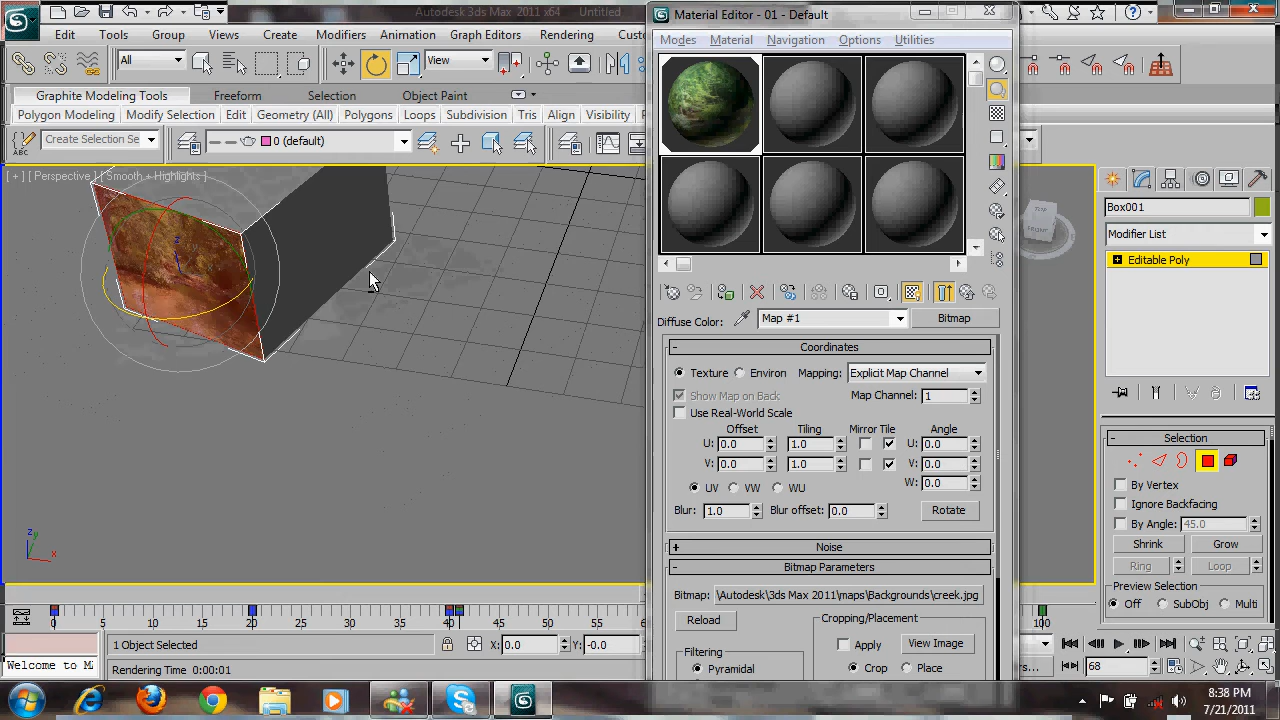 Autodesk 3ds Max 2011 x64 Untitled
Edit Tools Group Views Create Modifiers Animation Graph Editors Rendering
All
View
Graphite Modeling Tools Freeform Selection Object Paint
Polygon Modeling Modify Selection Edit Geometry (All) Polygons Loops Subdivision Tris Align Visibility
ABC Create Selection Se
0 (default)
[ + ] [ Perspective ] [ Smooth + Highlights ]
z
z
x
Material Editor - 01 - Default
Modes Material Navigation Options Utilities
Diffuse Color: Map #1 Bitmap
- Coordinates
Texture Environ Mapping: Explicit Map Channel
Show Map on Back Map Channel: 1
Use Real-World Scale
Offset Tiling Mirror Tile Angle
U: 0.0 1.0 U: 0.0
V: 0.0 1.0 V: 0.0
UV VW WU W: 0.0
Blur: 1.0 Blur offset: 0.0 Rotate
+ Noise
- Bitmap Parameters
Bitmap: \Autodesk\3ds Max 2011\maps\Backgrounds\creek.jpg
Reload Cropping/Placement
Apply View Image
Filtering
Pyramidal Crop Place
TOP
FRONT
Box001
Modifier List
Editable Poly
- Selection
By Vertex
Ignore Backfacing
By Angle: 45.0
Shrink Grow
Ring Loop
Preview Selection
Off SubObj Multi
0 5 10 15 20 25 30 35 40 45 50 55 100
1 Object Selected X: 0.0 Y: -0.0
Welcome to M
Rendering Time 0:00:01
68
8:38 PM
7/21/2011